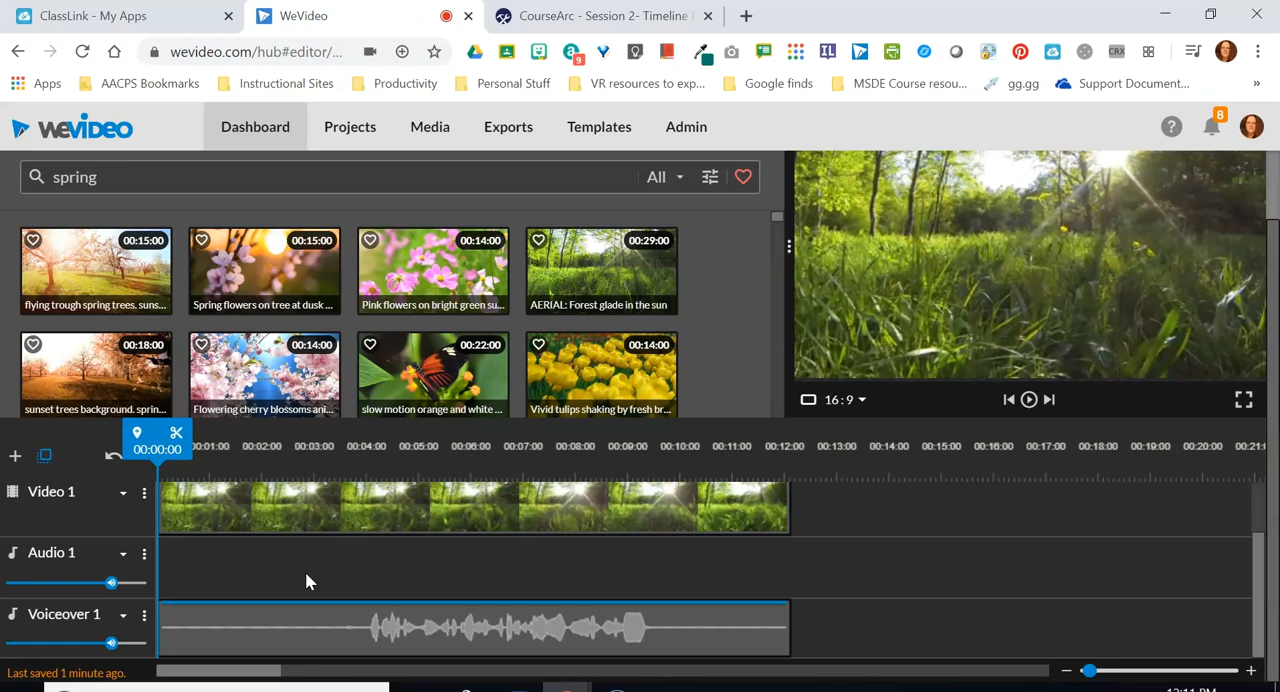 ClassLink - My Apps
WeVideo
CourseArc - Session 2- Timeline
wevideo.com/hub#editor/...
9
IL
CRX
Apps
AACPS Bookmarks
Instructional Sites
Productivity
Personal Stuff
VR resources to exp...
Google finds
MSDE Course resou...
gg.gg
Support Document...
»
WEVIDEO
Dashboard
Projects
Media
Exports
Templates
Admin
?
8
spring
All
00:15:00
flying trough spring trees. suns...
00:15:00
Spring flowers on tree at dusk ...
00:14:00
Pink flowers on bright green su...
00:29:00
AERIAL: Forest glade in the sun
00:18:00
sunset trees background. sprin...
00:14:00
Flowering cherry blossoms ani...
00:22:00
slow motion orange and white ...
00:14:00
Vivid tulips shaking by fresh br...
16:9
00:00:00
00:01:00 00:02:00 00:03:00 00:04:00 00:05:00 00:06:00 00:07:00 00:08:00 00:09:00 00:10:00 00:11:00 00:12:00 00:13:00 00:14:00 00:15:00 00:16:00 00:17:00 00:18:00 00:19:00 00:20:00 00:21:
Video 1
Audio 1
Voiceover 1
Last saved 1 minute ago.